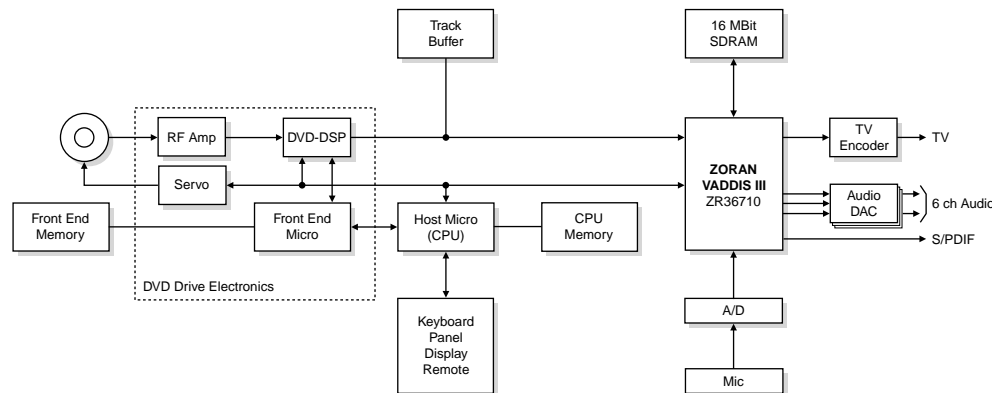 Track
Buffer
16 MBit
SDRAM
RF Amp
DVD-DSP
TV
Encoder
TV
ZORAN
VADDIS III
ZR36710
Servo
Audio
DAC
6 ch Audio
Front End
Memory
Front End
Micro
Host Micro
(CPU)
CPU
Memory
S/PDIF
DVD Drive Electronics
Keyboard
Panel
Display
Remote
A/D
Mic